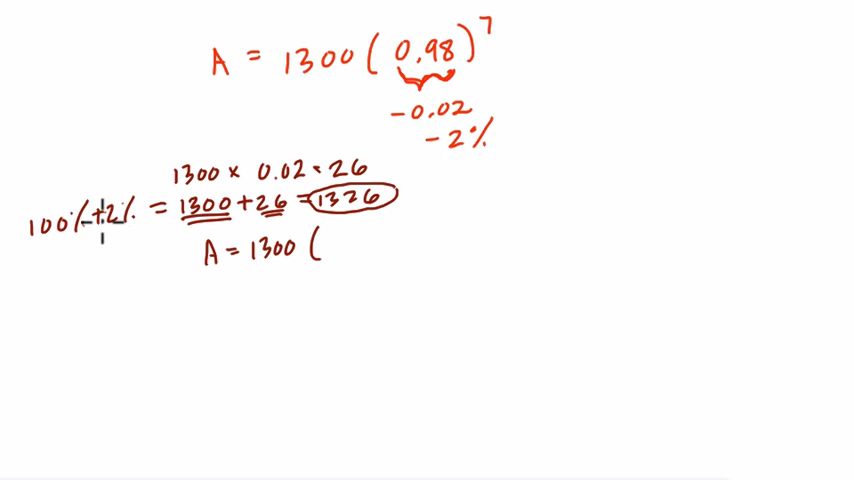 A = 1300 ( 0.98 )⁷
-0.02
-2%
1300 × 0.02 = 26
100% +2% = 1300 + 26 = 1326
A = 1300 (